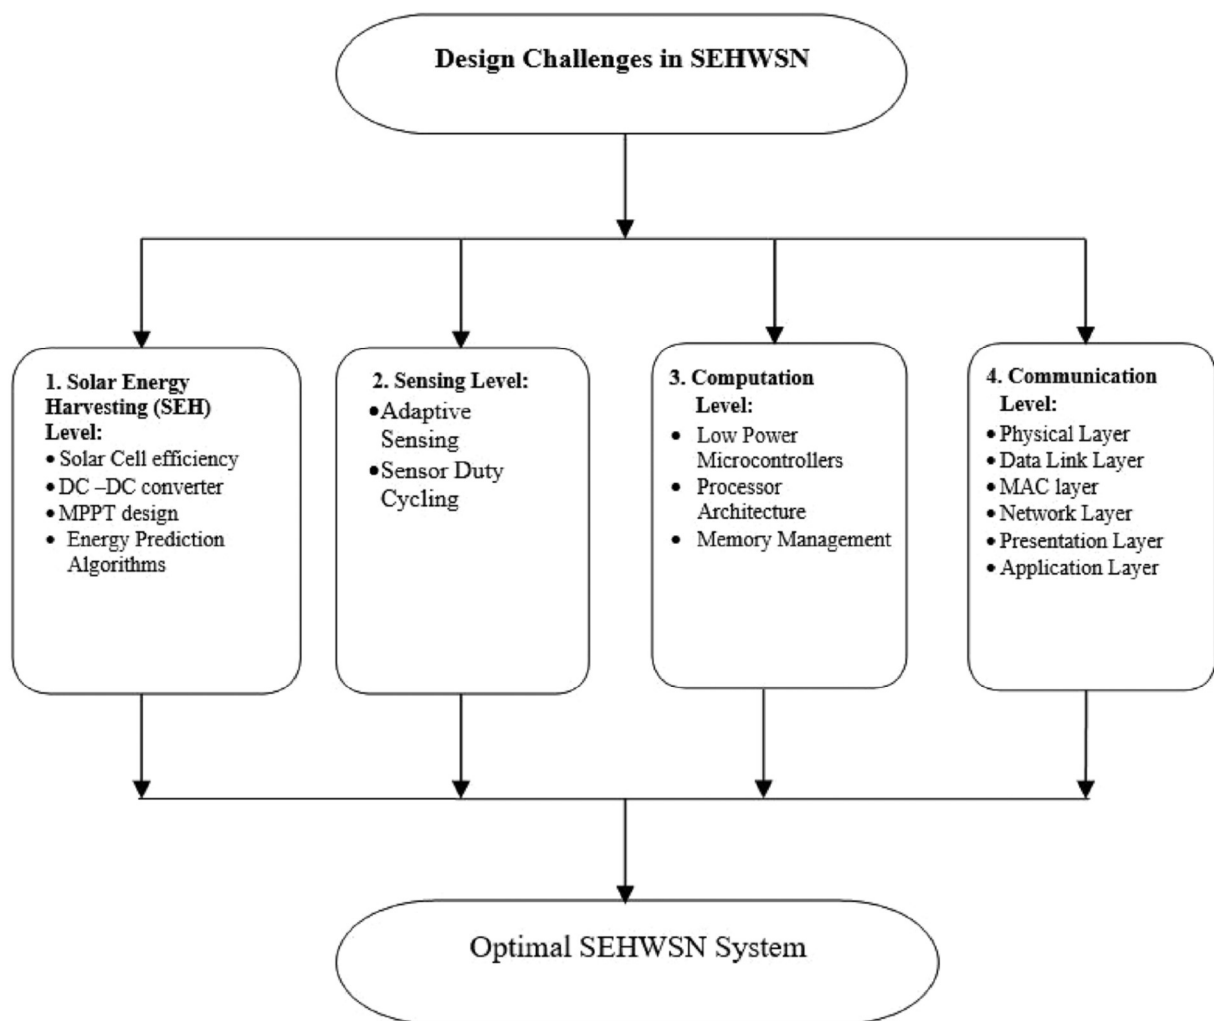 Design Challenges in SEHWSN
1. Solar Energy
Harvesting (SEH)
Level:
• Solar Cell efficiency
• DC –DC converter
• MPPT design
• Energy Prediction
Algorithms
2. Sensing Level:
•Adaptive
Sensing
•Sensor Duty
Cycling
3. Computation
Level:
• Low Power
Microcontrollers
• Processor
Architecture
• Memory Management
4. Communication
Level:
• Physical Layer
• Data Link Layer
• MAC layer
• Network Layer
• Presentation Layer
• Application Layer
Optimal SEHWSN System